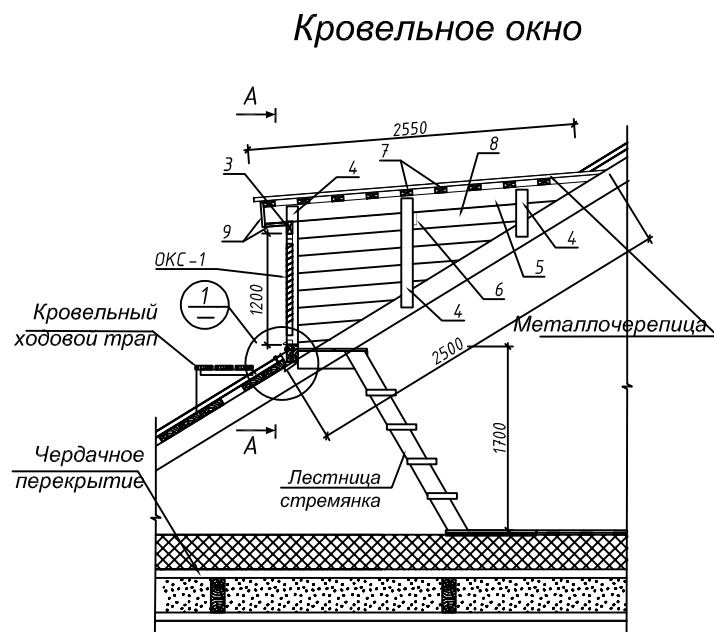 Кровельное окно
А
2550
7
8
3
4
9
ОКС-1
1200
1
4
5
6
4
Кровельный
ходовой трап
Металлочерепица
2500
А
1700
Чердачное
перекрытие
Лестница
стремянка